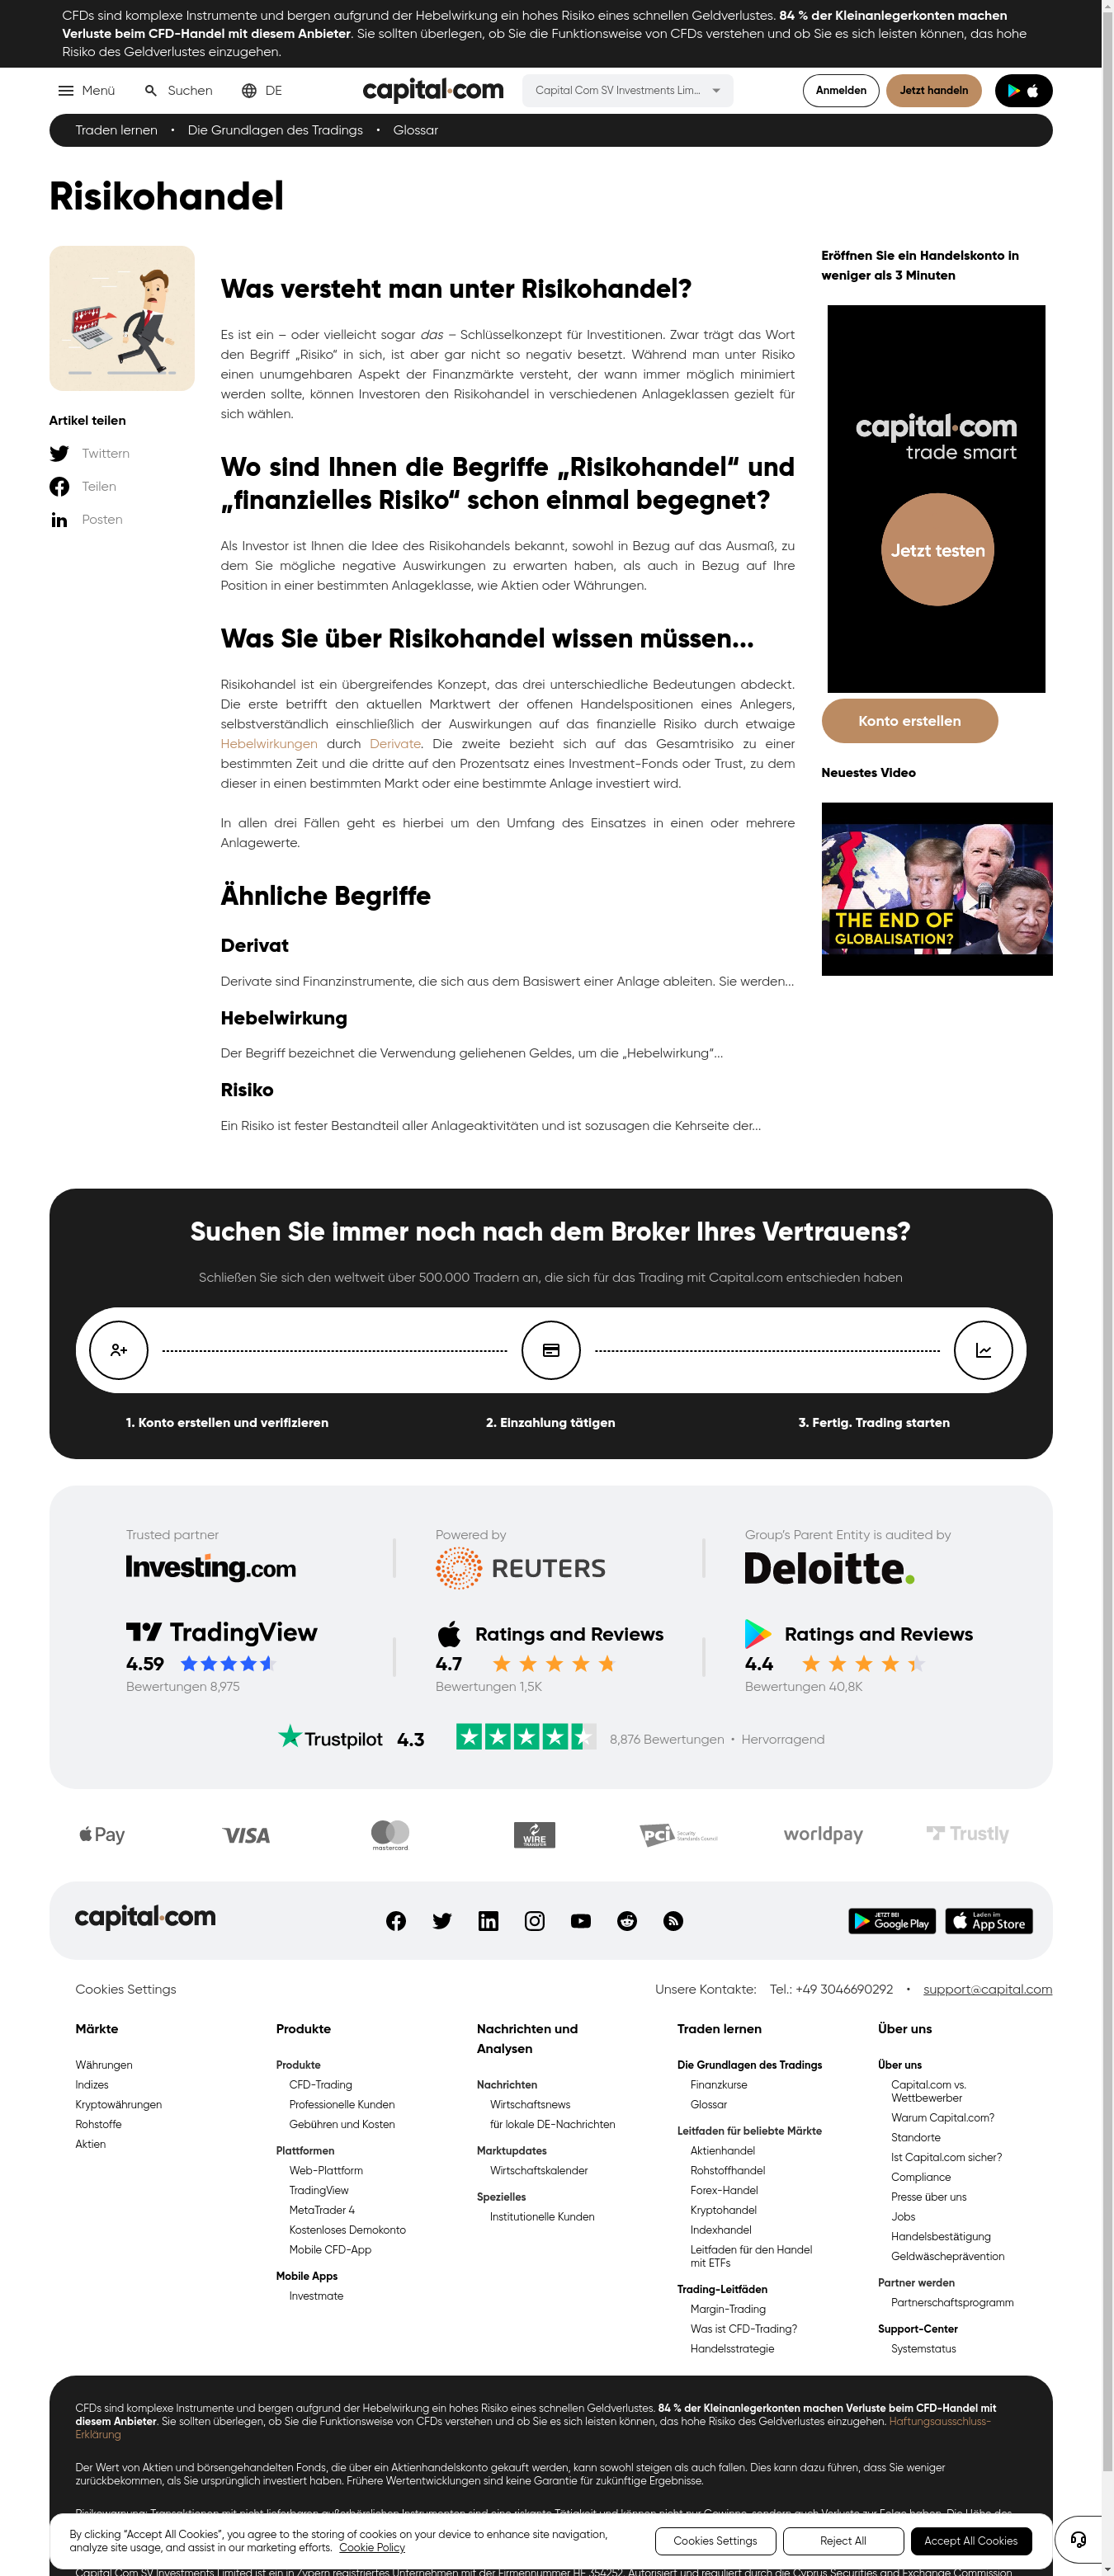 CFDs sind komplexe Instrumente und bergen aufgrund der Hebelwirkung ein hohes Risiko eines schnellen Geldverlustes. 84 % der Kleinanlegerkonten machen
Verluste beim CFD-Handel mit diesem Anbieter. Sie sollten überlegen, ob Sie die Funktionsweise von CFDs verstehen und ob Sie es sich leisten können, das hohe
Risiko des Geldverlustes einzugehen.
Menü
Suchen
DE
capital.com
Capital Com SV Investments Lim...
Anmelden
Jetzt handeln
Traden lernen • Die Grundlagen des Tradings • Glossar
Risikohandel
Artikel teilen
Twittern
Teilen
Posten
Was versteht man unter Risikohandel?
Es ist ein – oder vielleicht sogar das – Schlüsselkonzept für Investitionen. Zwar trägt das Wort
den Begriff „Risiko“ in sich, ist aber gar nicht so negativ besetzt. Während man unter Risiko
einen unumgehbaren Aspekt der Finanzmärkte versteht, der wann immer möglich minimiert
werden sollte, können Investoren den Risikohandel in verschiedenen Anlageklassen gezielt für
sich wählen.
Wo sind Ihnen die Begriffe „Risikohandel“ und
„finanzielles Risiko“ schon einmal begegnet?
Als Investor ist Ihnen die Idee des Risikohandels bekannt, sowohl in Bezug auf das Ausmaß, zu
dem Sie mögliche negative Auswirkungen zu erwarten haben, als auch in Bezug auf Ihre
Position in einer bestimmten Anlageklasse, wie Aktien oder Währungen.
Was Sie über Risikohandel wissen müssen...
Risikohandel ist ein übergreifendes Konzept, das drei unterschiedliche Bedeutungen abdeckt.
Die erste betrifft den aktuellen Marktwert der offenen Handelspositionen eines Anlegers,
selbstverständlich einschließlich der Auswirkungen auf das finanzielle Risiko durch etwaige
Hebelwirkungen durch Derivate. Die zweite bezieht sich auf das Gesamtrisiko zu einer
bestimmten Zeit und die dritte auf den Prozentsatz eines Investment-Fonds oder Trust, zu dem
dieser in einen bestimmten Markt oder eine bestimmte Anlage investiert wird.
In allen drei Fällen geht es hierbei um den Umfang des Einsatzes in einen oder mehrere
Anlagewerte.
Ähnliche Begriffe
Derivat
Derivate sind Finanzinstrumente, die sich aus dem Basiswert einer Anlage ableiten. Sie werden...
Hebelwirkung
Der Begriff bezeichnet die Verwendung geliehenen Geldes, um die „Hebelwirkung“...
Risiko
Ein Risiko ist fester Bestandteil aller Anlageaktivitäten und ist sozusagen die Kehrseite der...
Eröffnen Sie ein Handelskonto in
weniger als 3 Minuten
capital.com
trade smart
Jetzt testen
Konto erstellen
Neuestes Video
THE END OF
GLOBALISATION?
Suchen Sie immer noch nach dem Broker Ihres Vertrauens?
Schließen Sie sich den weltweit über 500.000 Tradern an, die sich für das Trading mit Capital.com entschieden haben
1. Konto erstellen und verifizieren
2. Einzahlung tätigen
3. Fertig. Trading starten
Trusted partner
Investing.com
Powered by
REUTERS
Group's Parent Entity is audited by
Deloitte.
TradingView
4.59
Bewertungen 8,975
Ratings and Reviews
4.7
Bewertungen 1,5K
Ratings and Reviews
4.4
Bewertungen 40,8K
Trustpilot 4.3
8,876 Bewertungen • Hervorragend
Pay
VISA
mastercard
WIRE
TRANSFER
PCI Security
Standards Council
worldpay
Trustly
capital.com
JETZT BEI
Google Play
Laden im
App Store
Cookies Settings
Unsere Kontakte: Tel.: +49 3046690292 • support@capital.com
Märkte
Währungen
Indizes
Kryptowährungen
Rohstoffe
Aktien
Produkte
Produkte
CFD-Trading
Professionelle Kunden
Gebühren und Kosten
Plattformen
Web-Plattform
TradingView
MetaTrader 4
Kostenloses Demokonto
Mobile CFD-App
Mobile Apps
Investmate
Nachrichten und
Analysen
Nachrichten
Wirtschaftsnews
für lokale DE-Nachrichten
Marktupdates
Wirtschaftskalender
Spezielles
Institutionelle Kunden
Traden lernen
Die Grundlagen des Tradings
Finanzkurse
Glossar
Leitfaden für beliebte Märkte
Aktienhandel
Rohstoffhandel
Forex-Handel
Kryptohandel
Indexhandel
Leitfaden für den Handel
mit ETFs
Trading-Leitfäden
Margin-Trading
Was ist CFD-Trading?
Handelsstrategie
Über uns
Über uns
Capital.com vs.
Wettbewerber
Warum Capital.com?
Standorte
Ist Capital.com sicher?
Compliance
Presse über uns
Jobs
Handelsbestätigung
Geldwäscheprävention
Partner werden
Partnerschaftsprogramm
Support-Center
Systemstatus
CFDs sind komplexe Instrumente und bergen aufgrund der Hebelwirkung ein hohes Risiko eines schnellen Geldverlustes. 84 % der Kleinanlegerkonten machen Verluste beim CFD-Handel mit
diesem Anbieter. Sie sollten überlegen, ob Sie die Funktionsweise von CFDs verstehen und ob Sie es sich leisten können, das hohe Risiko des Geldverlustes einzugehen. Haftungsausschluss-
Erklärung
Der Wert von Aktien und börsengehandelten Fonds, die über ein Aktienhandelskonto gekauft werden, kann sowohl steigen als auch fallen. Dies kann dazu führen, dass Sie weniger
zurückbekommen, als Sie ursprünglich investiert haben. Frühere Wertentwicklungen sind keine Garantie für zukünftige Ergebnisse.
By clicking “Accept All Cookies”, you agree to the storing of cookies on your device to enhance site navigation,
analyze site usage, and assist in our marketing efforts. Cookie Policy
Cookies Settings
Reject All
Accept All Cookies
Capital Com SV Investments Limited ist ein in Zypern registriertes Unternehmen mit der Firmennummer HE 354252. Autorisiert und reguliert durch die Cyprus Securities and Exchange Commission